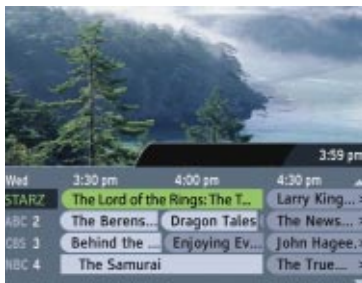 3:59 pm
Wed 3:30 pm 4:00 pm 4:30 pm
STARZ The Lord of the Rings: The T... Larry King...
ABC 2 The Berens... Dragon Tales The News...
CBS 3 Behind the ... Enjoying Ev... John Hagee.
NBC 4 The Samurai The True...